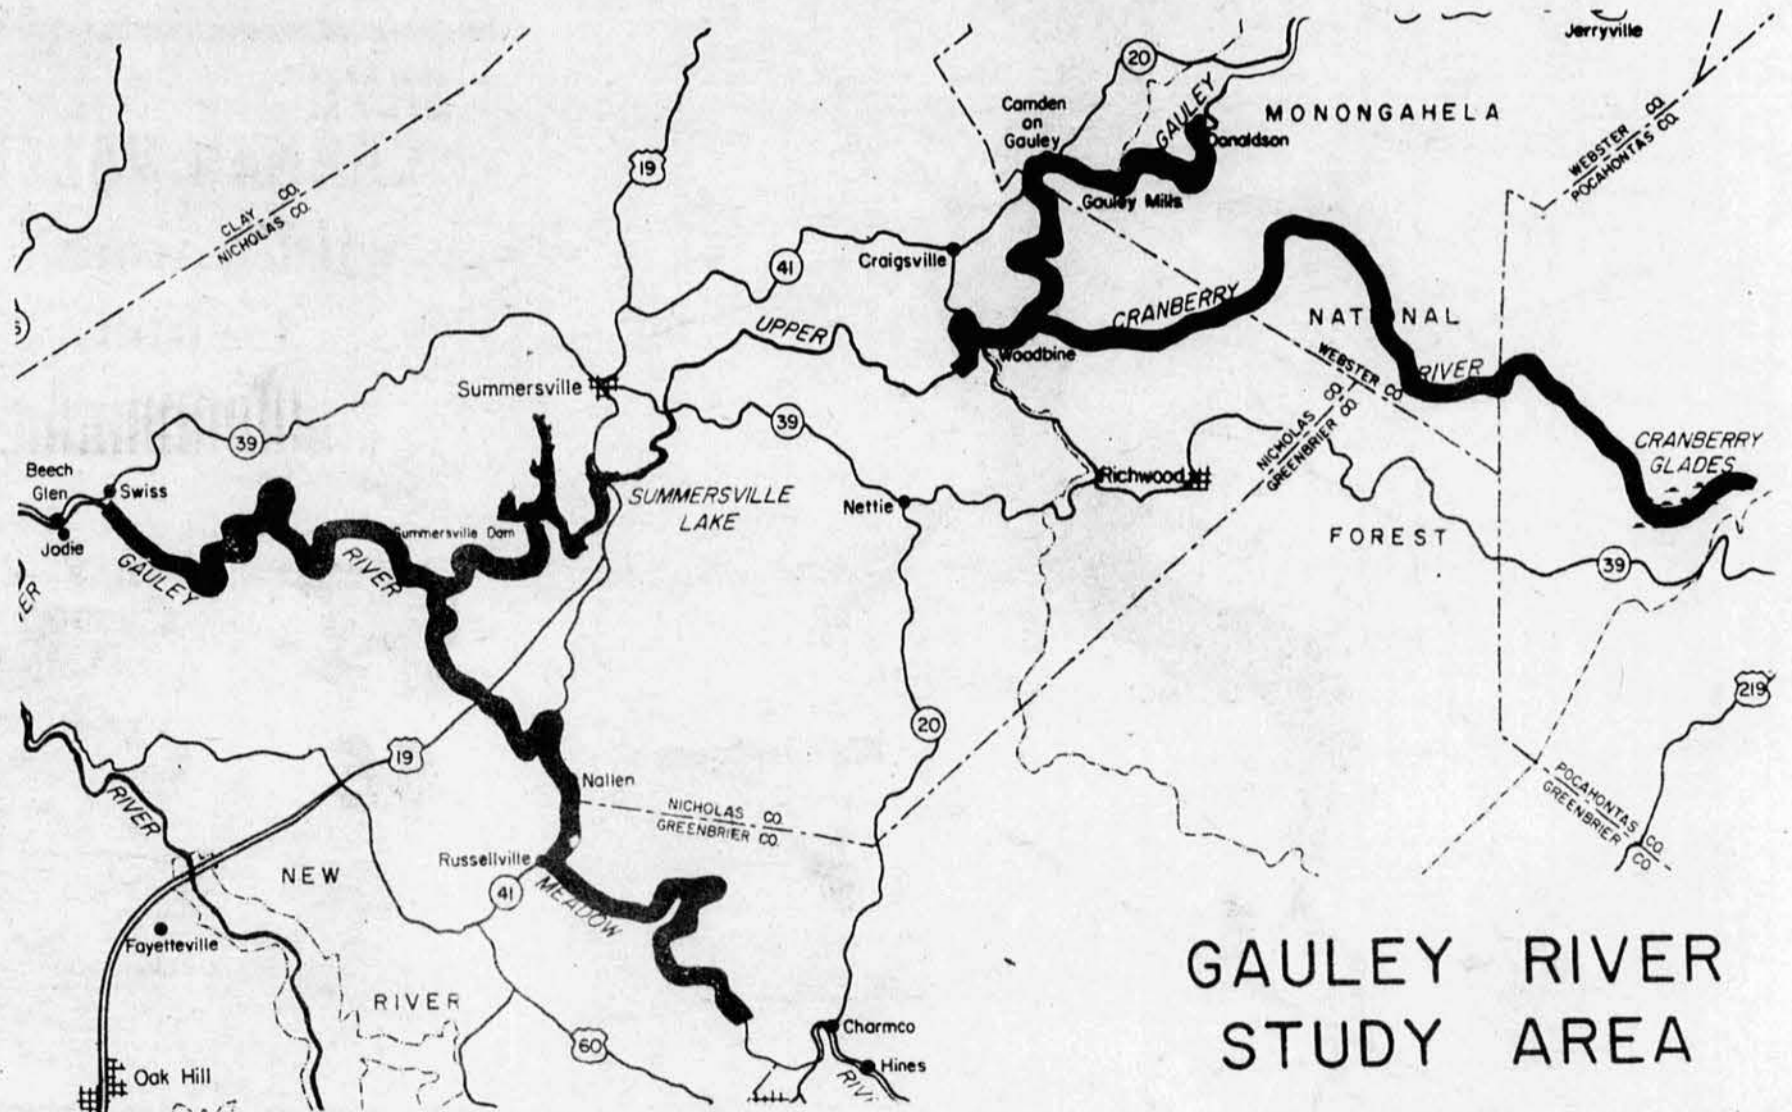 Jerryville
20
Camden
on
Gauley
GAULEY
MONONGAHELA
Donaldson
WEBSTER CO.
POCAHONTAS CO.
19
Gauley Mills
CLAY CO.
NICHOLAS CO.
Craigsville
41
CRANBERRY
NATIONAL
UPPER
Woodbine
WEBSTER CO.
RIVER
Summersville
NICHOLAS CO.
GREENBRIER CO.
39
39
CRANBERRY
GLADES
Beech
Glen
Swiss
Richwood
SUMMERSVILLE
LAKE
Nettie
Jodie
Summersville Dam
FOREST
GAULEY
RIVER
39
ER
219
20
19
Nallen
NICHOLAS CO.
GREENBRIER CO.
POCAHONTAS CO.
GREENBRIER CO.
RIVER
Russellville
NEW
41
MEADOW
Fayetteville
GAULEY RIVER
STUDY AREA
RIVER
60
Charmco
Hines
RIV
Oak Hill